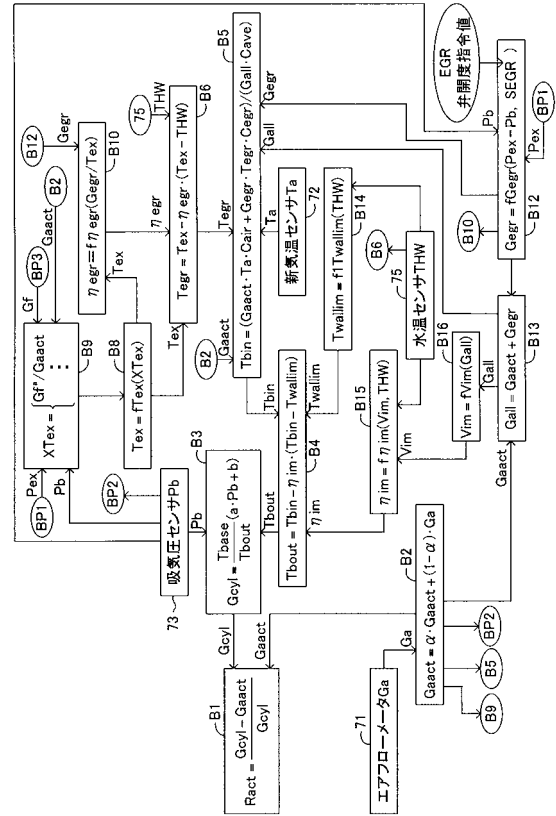 Gf
BP3
Gaact
B2
Gegr
B12
Pex
BP1
Pb
XTex = { Gf*/Gaact
⋮
B9
ηegr=fηegr(Gegr/Tex)
B10
Tex
B8
Tex = fTex(XTex)
ηegr
THW
75
Tex
Tegr = Tex−ηegr·(Tex−THW)
B6
BP2
吸気圧センサPb
73
Pb
B3
Gcyl = Tbase/Tbout (a·Pb+b)
Gaact
B2
Tegr
B5
Tbin = (Gaact·Ta·Cair + Gegr·Tegr·Cegr)/(Gall·Cave)
Tbin
Ta
Gall
Gegr
Tbout
Tbout = Tbin−ηim·(Tbin−Twallim)
B4
新気温センサTa
72
Twallim
Twallim = f1Twallim(THW)
B14
ηim
B15
ηim = fηim(Vim, THW)
B6
75
水温センサTHW
Vim
B16
Vim = fVim(Gall)
Gall
Pb
EGR
弁開度指令値
B10
Gegr = fGegr(Pex−Pb, SEGR )
B12
Pex
BP1
Gall = Gaact + Gegr
B13
Gaact
B1
Ract = (Gcyl − Gaact)/Gcyl
Gcyl
Gaact
71
エアフローメータGa
Ga
B2
Gaact = α·Gaact + (1−α)·Ga
B9
B5
BP2